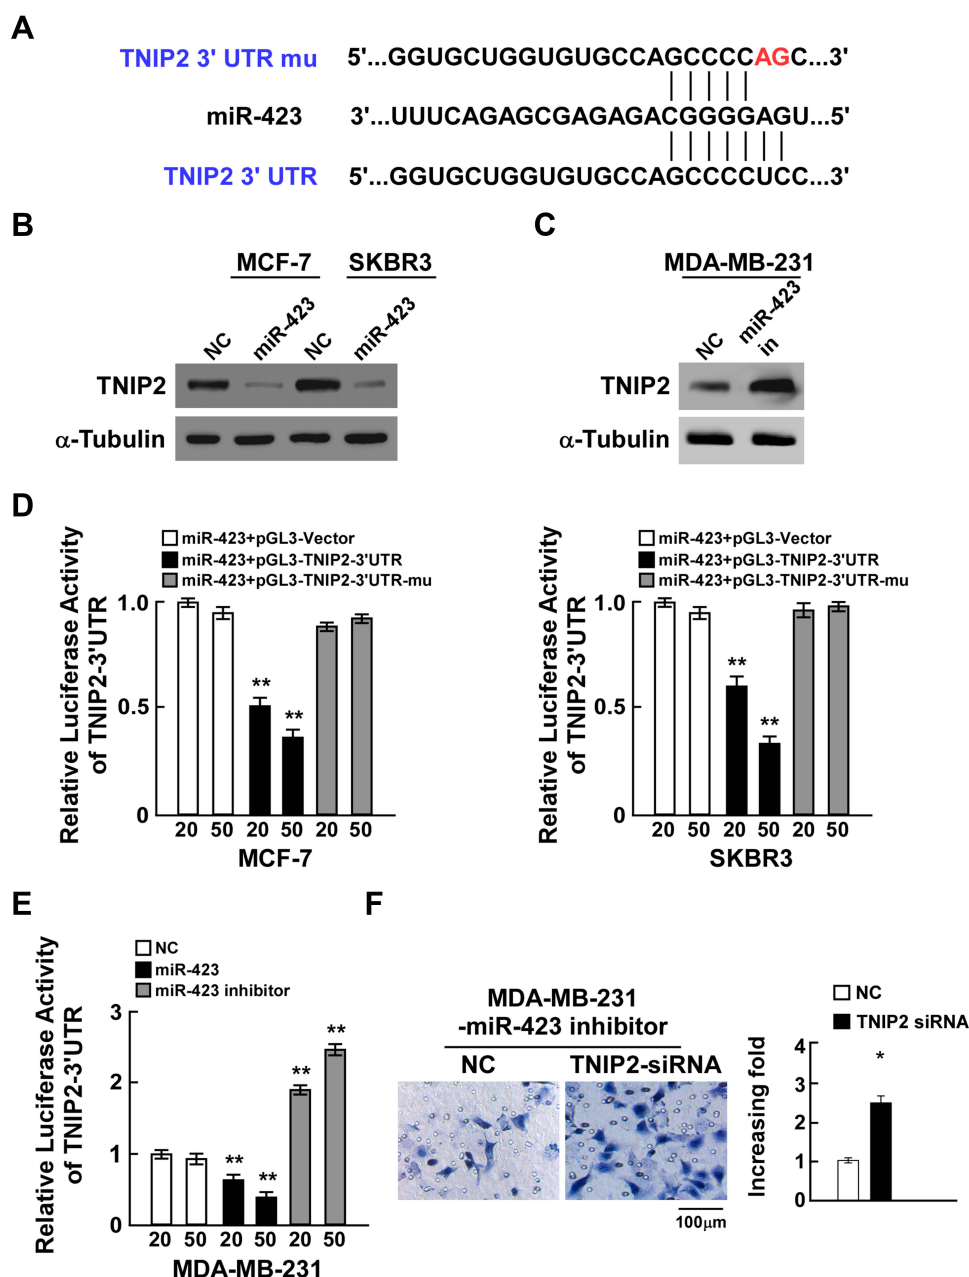 A
TNIP2 3' UTR mu 5'...GGUGCUGGUGUGCCAGCCCCAGC...3'
miR-423 3'...UUUCAGAGCGAGAGACGGGGAGU...5'
TNIP2 3' UTR 5'...GGUGCUGGUGUGCCAGCCCCUCC...3'
B
MCF-7 SKBR3
NC miR-423 NC miR-423
TNIP2
α-Tubulin
C
MDA-MB-231
NC miR-423 in
TNIP2
α-Tubulin
D
Relative Luciferase Activity
of TNIP2-3'UTR
miR-423+pGL3-Vector
miR-423+pGL3-TNIP2-3'UTR
miR-423+pGL3-TNIP2-3'UTR-mu
1.0
0.5
0
** **
20 50 20 50 20 50
MCF-7
Relative Luciferase Activity
of TNIP2-3'UTR
miR-423+pGL3-Vector
miR-423+pGL3-TNIP2-3'UTR
miR-423+pGL3-TNIP2-3'UTR-mu
1.0
0.5
0
** **
20 50 20 50 20 50
SKBR3
E
Relative Luciferase Activity
of TNIP2-3'UTR
NC
miR-423
miR-423 inhibitor
3
2
1
0
** ** ** **
20 50 20 50 20 50
MDA-MB-231
F
MDA-MB-231
-miR-423 inhibitor
NC TNIP2-siRNA
100μm
NC
TNIP2 siRNA
Increasing fold
4
3
2
1
0
*